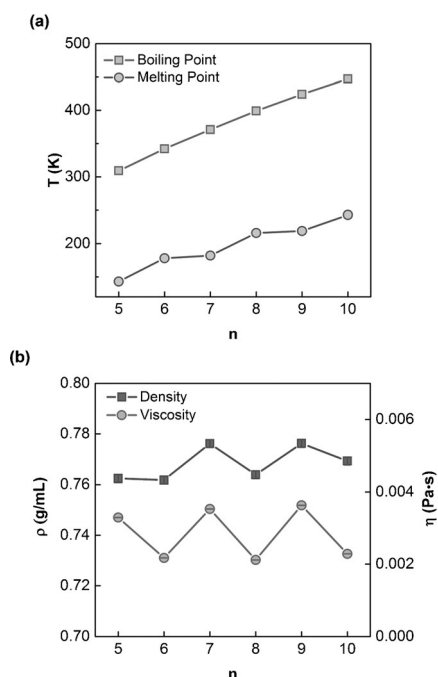 (a)
500
400
300
200
T (K)
Boiling Point
Melting Point
5 6 7 8 9 10
n
(b)
0.80
0.78
0.76
0.74
0.72
0.70
ρ (g/mL)
Density
Viscosity
0.006
0.004
0.002
0.000
η (Pa•s)
5 6 7 8 9 10
n